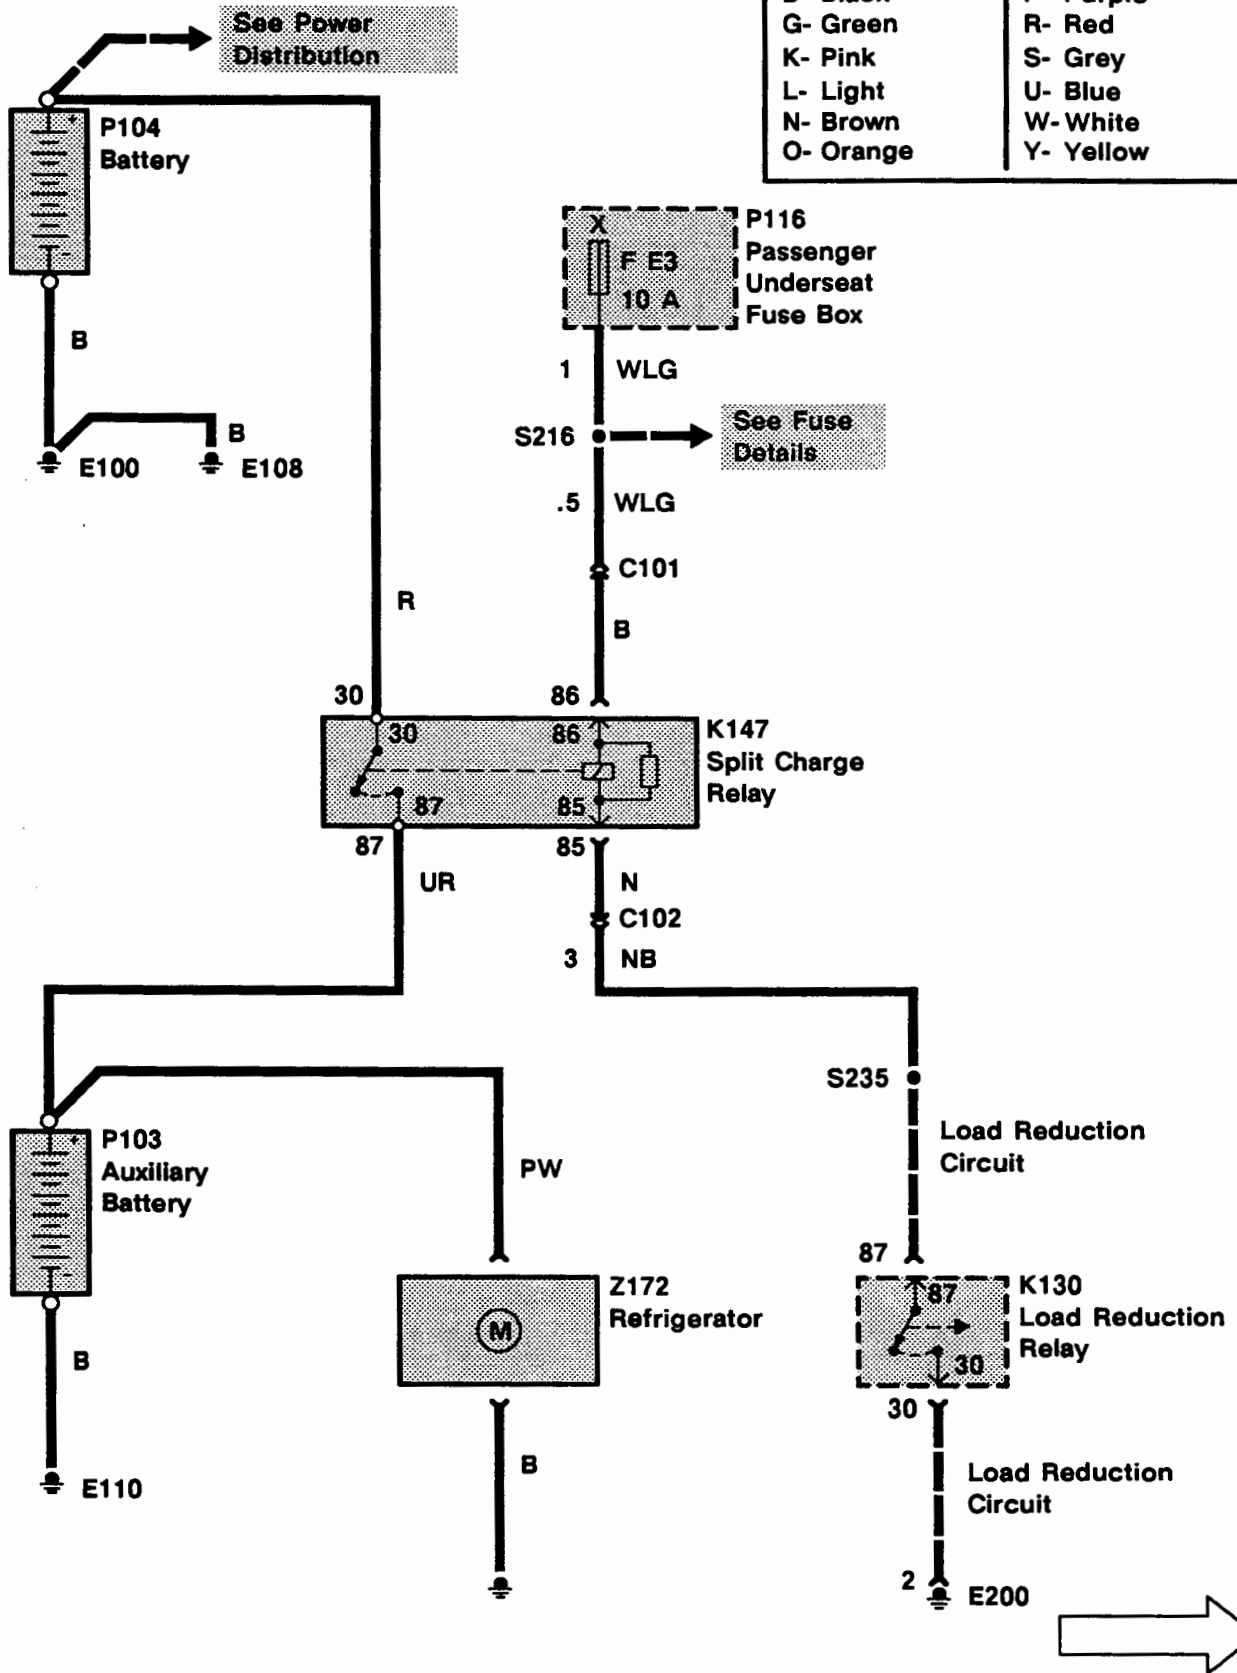 See Power
Distribution
G- Green
R- Red
K- Pink
S- Grey
L- Light
U- Blue
N- Brown
W- White
O- Orange
Y- Yellow
P104
Battery
+
-
B
B
E100
E108
X
F E3
10 A
P116
Passenger
Underseat
Fuse Box
1 WLG
S216
See Fuse
Details
.5 WLG
C101
R
B
30
86
30
86
K147
Split Charge
Relay
87
85
87
85
UR
N
C102
3 NB
S235
Load Reduction
Circuit
P103
Auxiliary
Battery
+
-
PW
B
E110
Z172
Refrigerator
M
B
87
87
K130
Load Reduction
Relay
30
30
Load Reduction
Circuit
2
E200